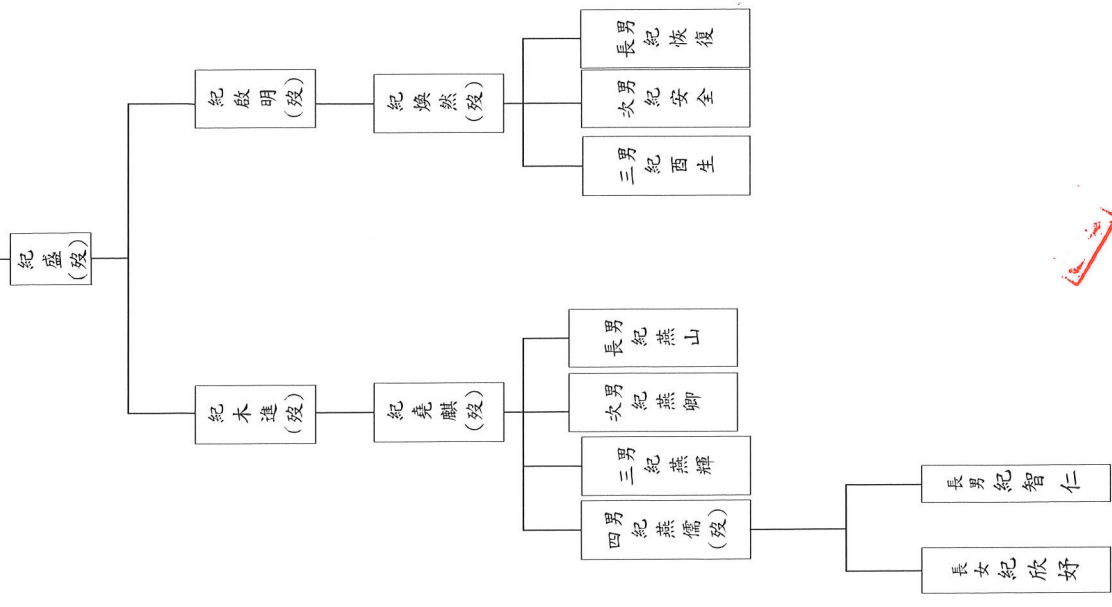 紀盛(歿)
紀啟明(歿)
紀煥然(歿)
長男 紀恢復
次男 紀安全
三男 紀酉生
紀木進(歿)
紀堯麒(歿)
長男 紀燕山
次男 紀燕卿
三男 紀燕輝
四男 紀燕儒(歿)
長男 紀智仁
長女 紀欣妤